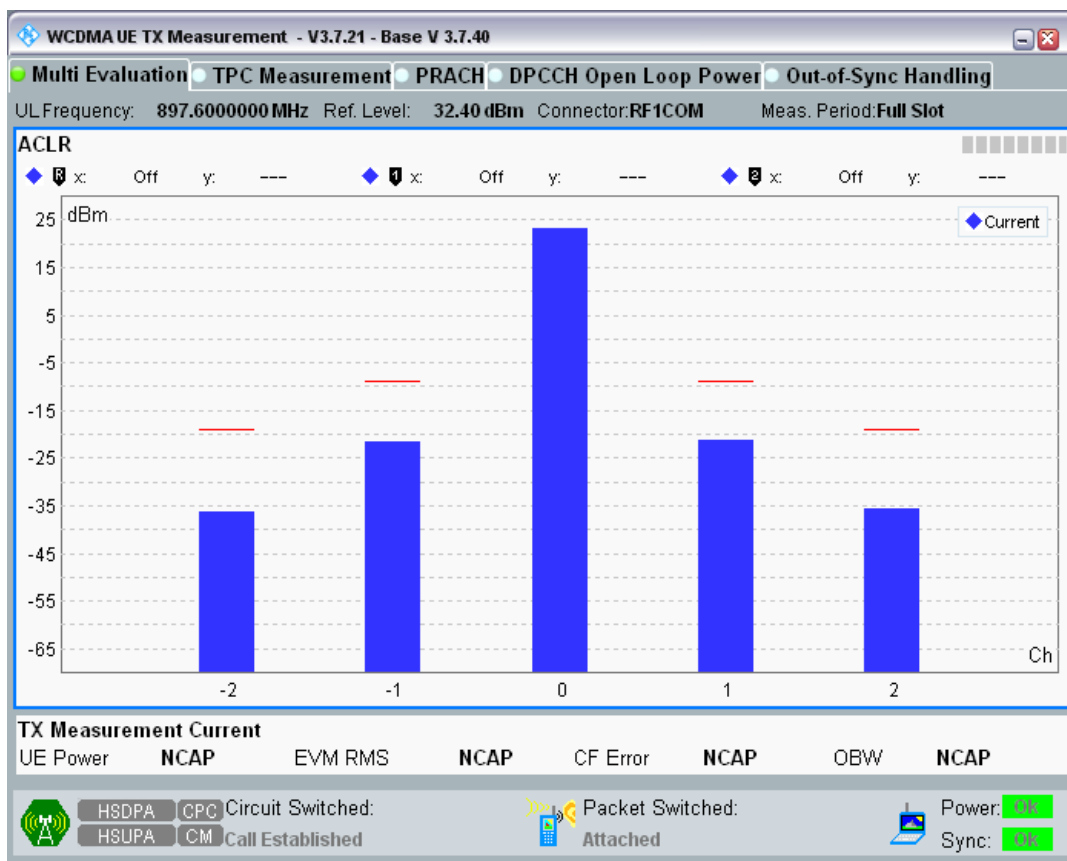 WCDMA UE TX Measurement - V3.7.21 - Base V 3.7.40
Multi Evaluation TPC Measurement PRACH DPCCH Open Loop Power Out-of-Sync Handling
UL Frequency: 897.6000000 MHz Ref. Level: 32.40 dBm Connector:RF1COM Meas. Period:Full Slot
ACLR
R x: Off y: --- 1 x: Off y: --- 2 x: Off y: ---
dBm
Current
25
15
5
-5
-15
-25
-35
-45
-55
-65
Ch
-2 -1 0 1 2
TX Measurement Current
UE Power NCAP EVM RMS NCAP CF Error NCAP OBW NCAP
HSDPA CPC Circuit Switched: Packet Switched: Power: Ok
HSUPA CM Call Established Attached Sync: Ok